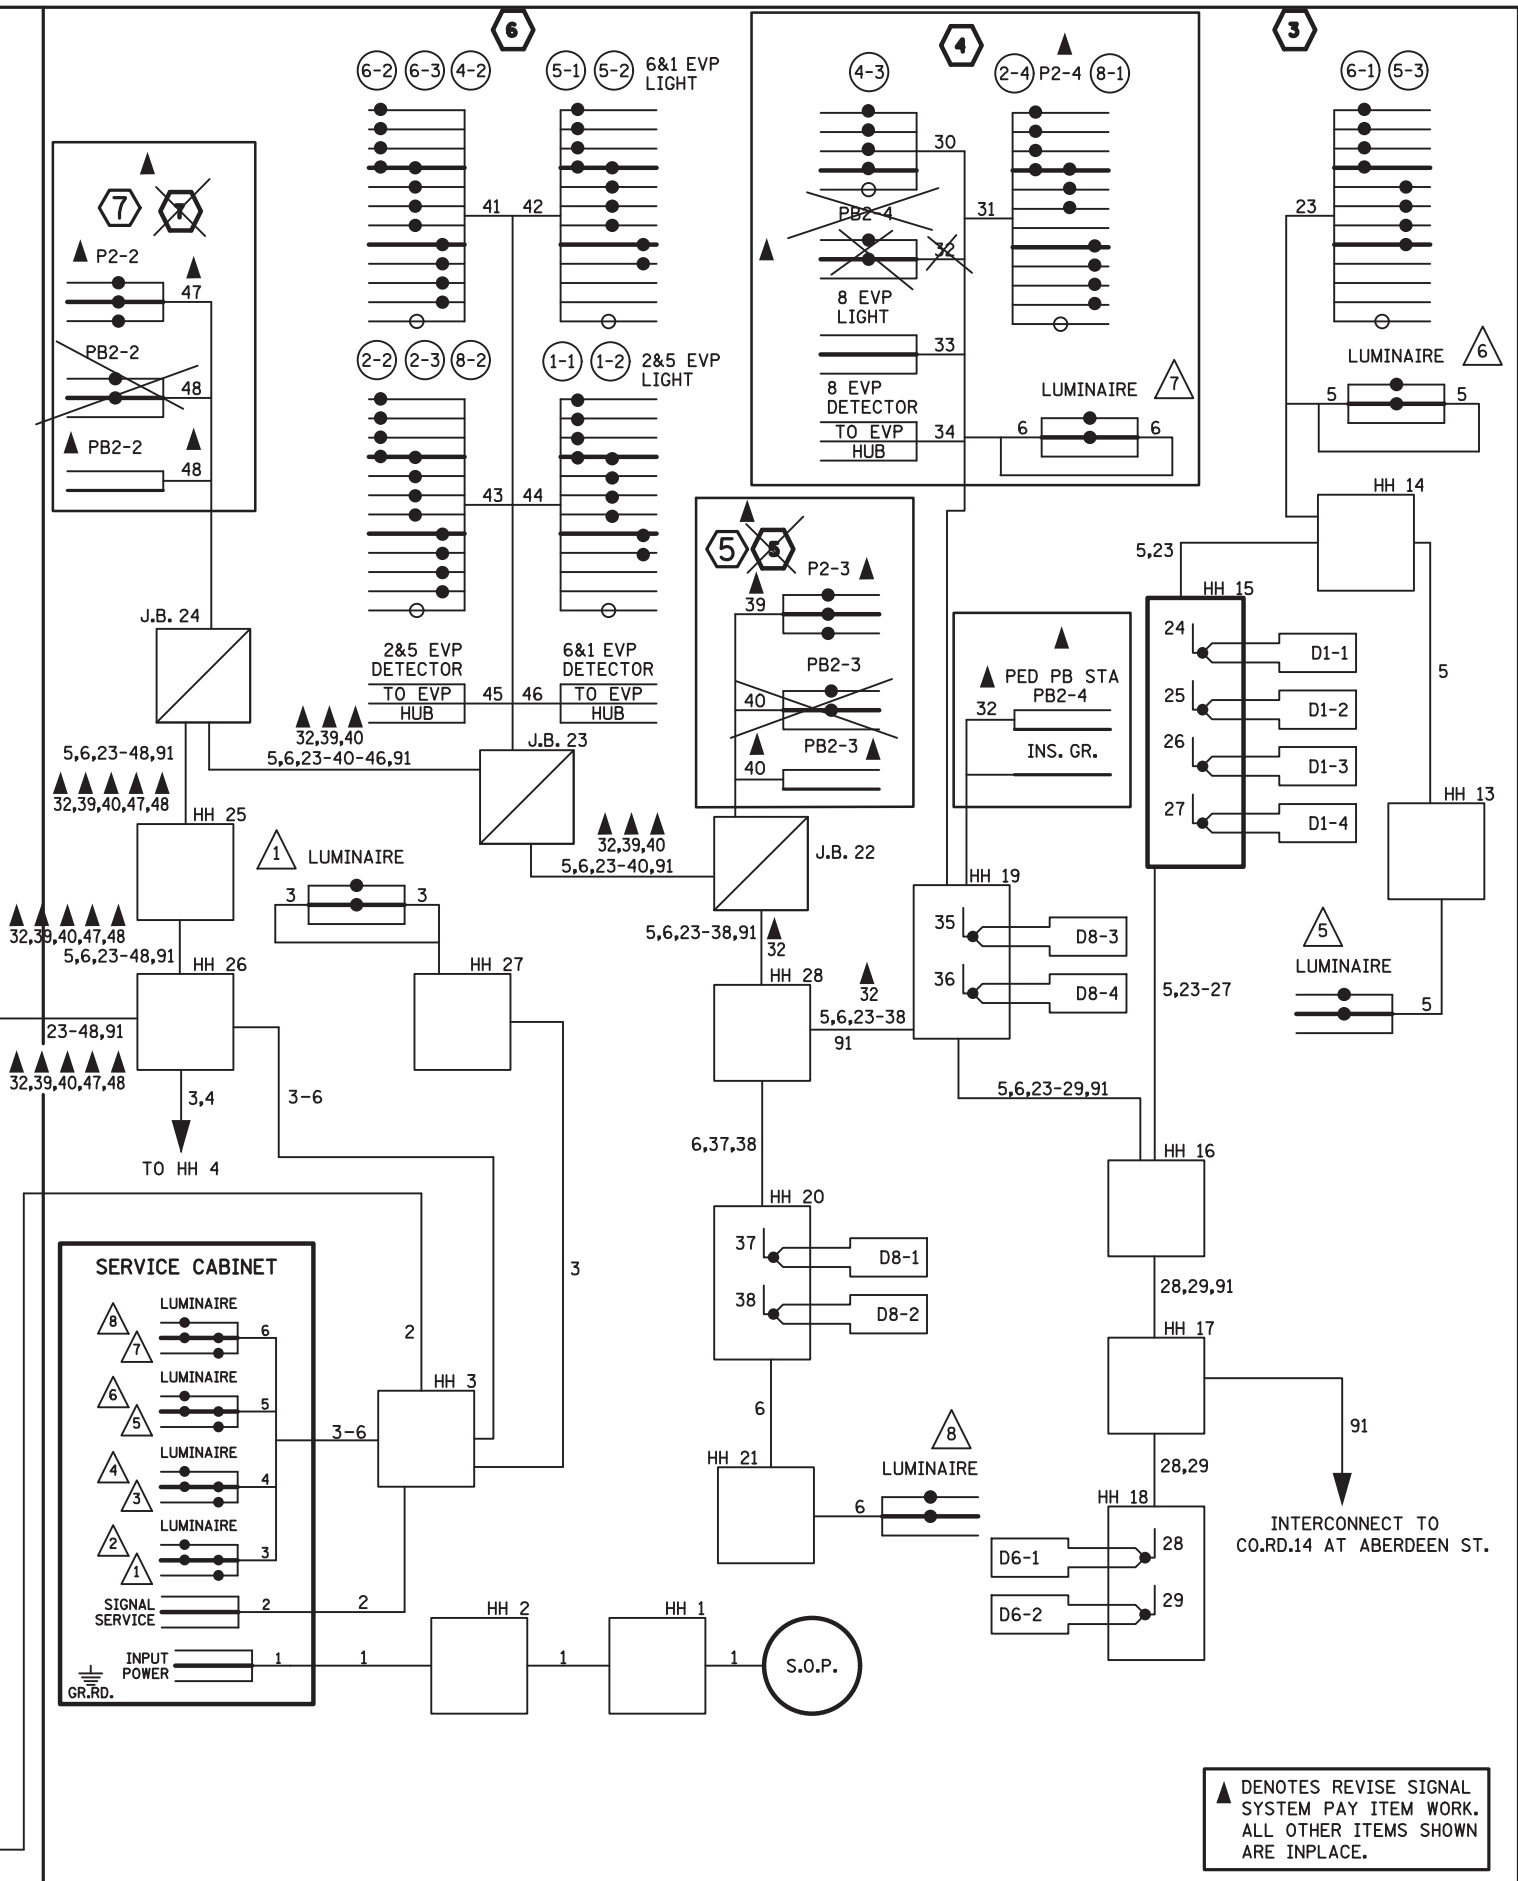 6
6-2 6-3 4-2
5-1 5-2 6&1 EVP
LIGHT
41 42
2-2 2-3 8-2
1-1 1-2 2&5 EVP
LIGHT
43 44
2&5 EVP
DETECTOR
TO EVP
HUB
45 46
6&1 EVP
DETECTOR
TO EVP
HUB
4
4-3
2-4 P2-4 8-1
30
31
PB2-4
32
8 EVP
LIGHT
33
8 EVP
DETECTOR
TO EVP
HUB
34
LUMINAIRE 7
6 6
3
6-1 5-3
23
LUMINAIRE 6
5 5
7 7
P2-2
47
PB2-2
48
PB2-2
48
J.B. 24
5,6,23-48,91
32,39,40,47,48
32,39,40
5,6,23-40-46,91
J.B. 23
HH 25
1 LUMINAIRE
3 3
32,39,40,47,48
5,6,23-48,91
HH 26
HH 27
23-48,91
32,39,40,47,48
3,4
TO HH 4
3-6
3
5 5
P2-3
39
PB2-3
40
PB2-3
40
32,39,40
5,6,23-40,91
J.B. 22
5,6,23-38,91
32
HH 28
32
5,6,23-38
91
PED PB STA
PB2-4
32
INS. GR.
HH 19
35 D8-3
36 D8-4
5,6,23-29,91
HH 14
5,23
HH 15
24 D1-1
25 D1-2
26 D1-3
27 D1-4
5
HH 13
5
LUMINAIRE
5
5,23-27
6,37,38
HH 20
37 D8-1
38 D8-2
6
HH 21
8
LUMINAIRE
6
HH 16
28,29,91
HH 17
91
28,29
HH 18
D6-1 28
D6-2 29
INTERCONNECT TO
CO.RD.14 AT ABERDEEN ST.
SERVICE CABINET
LUMINAIRE
8 7 6
LUMINAIRE
6 5 5
LUMINAIRE
4 3 4
LUMINAIRE
2 1 3
SIGNAL
SERVICE
2 2
INPUT
POWER
1 1
GR.RD.
2
HH 3
3-6
HH 2
1
HH 1
1
S.O.P.
DENOTES REVISE SIGNAL
SYSTEM PAY ITEM WORK.
ALL OTHER ITEMS SHOWN
ARE INPLACE.